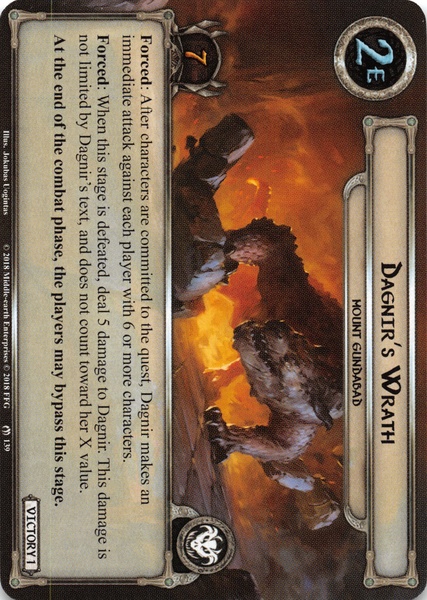 2E
DAGNIR'S WRATH
MOUNT GUNDABAD
7
Forced: After characters are committed to the quest, Dagnir makes an
immediate attack against each player with 6 or more characters.
Forced: When this stage is defeated, deal 5 damage to Dagnir. This damage is
not limited by Dagnir's text, and does not count toward her X value.
At the end of the combat phase, the players may bypass this stage.
VICTORY 1
Illus. Jokubas Uogintas © 2018 Middle-earth Enterprises © 2018 FFG 139